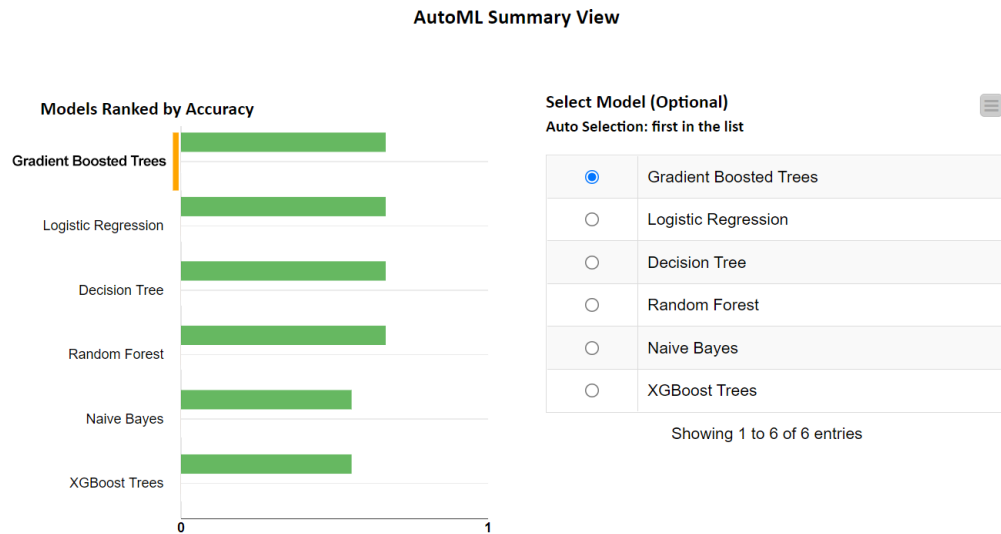 AutoML Summary View
Models Ranked by Accuracy
Gradient Boosted Trees
Logistic Regression
Decision Tree
Random Forest
Naive Bayes
XGBoost Trees
0 1
Select Model (Optional)
Auto Selection: first in the list
Gradient Boosted Trees
Logistic Regression
Decision Tree
Random Forest
Naive Bayes
XGBoost Trees
Showing 1 to 6 of 6 entries